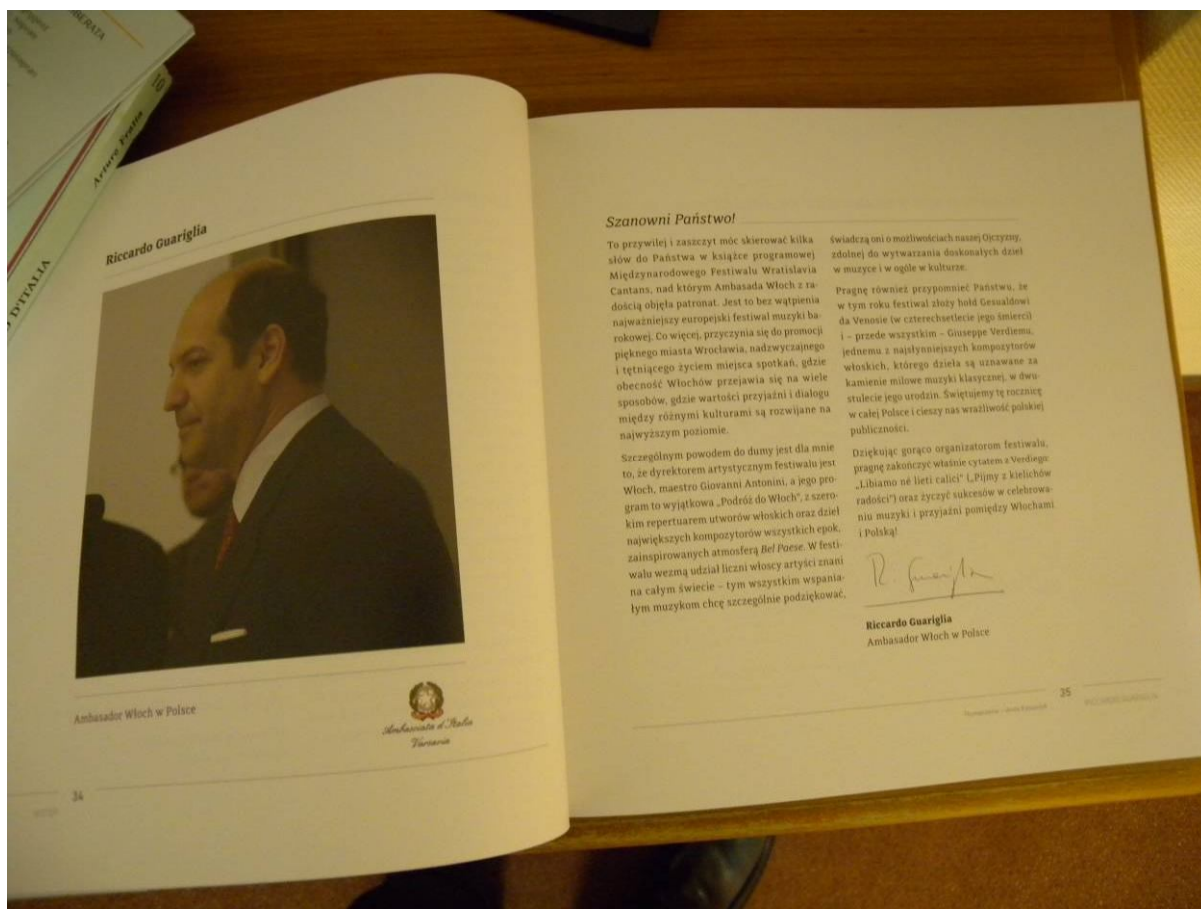 BERATA
10
Arturo Fratta
D'ITALIA
Riccardo Guariglia
Ambasador Włoch w Polsce
Ambasciata d'Italia
Varsavia
34
Szanowni Państwo!
To przywilej i zaszczyt móc skierować kilka
słów do Państwa w książce programowej
Międzynarodowego Festiwalu Wratislavia
Cantans, nad którym Ambasada Włoch z ra-
dością objęła patronat. Jest to bez wątpienia
najważniejszy europejski festiwal muzyki ba-
rokowej. Co więcej, przyczynia się do promocji
pięknego miasta Wrocławia, nadzwyczajnego
i tętniącego życiem miejsca spotkań, gdzie
obecność Włochów przejawia się na wiele
sposobów, gdzie wartości przyjaźni i dialogu
między różnymi kulturami są rozwijane na
najwyższym poziomie.
Szczególnym powodem do dumy jest dla mnie
to, że dyrektorem artystycznym festiwalu jest
Włoch, maestro Giovanni Antonini, a jego pro-
gram to wyjątkowa „Podróż do Włoch”, z szero-
kim repertuarem utworów włoskich oraz dzieł
największych kompozytorów wszystkich epok,
zainspirowanych atmosferą Bel Paese. W festi-
walu wezmą udział liczni włoscy artyści znani
na całym świecie – tym wszystkim wspania-
łym muzykom chcę szczególnie podziękować,
świadczą oni o możliwościach naszej Ojczyzny,
zdolnej do wytwarzania doskonałych dzieł
w muzyce i w ogóle w kulturze.
Pragnę również przypomnieć Państwu, że
w tym roku festiwal złoży hołd Gesualdowi
da Venosie (w czterechsetlecie jego śmierci)
i – przede wszystkim – Giuseppe Verdiemu,
jednemu z najsłynniejszych kompozytorów
włoskich, którego dzieła są uznawane za
kamienie milowe muzyki klasycznej, w dwu-
stulecie jego urodzin. Świętujemy tę rocznicę
w całej Polsce i cieszy nas wrażliwość polskiej
publiczności.
Dziękując gorąco organizatorom festiwalu,
pragnę zakończyć właśnie cytatem z Verdiego:
„Libiamo né lieti calici” („Pijmy z kielichów
radości”) oraz życzyć sukcesów w celebrowa-
niu muzyki i przyjaźni pomiędzy Włochami
i Polską!
R. Guariglia
Riccardo Guariglia
Ambasador Włoch w Polsce
35